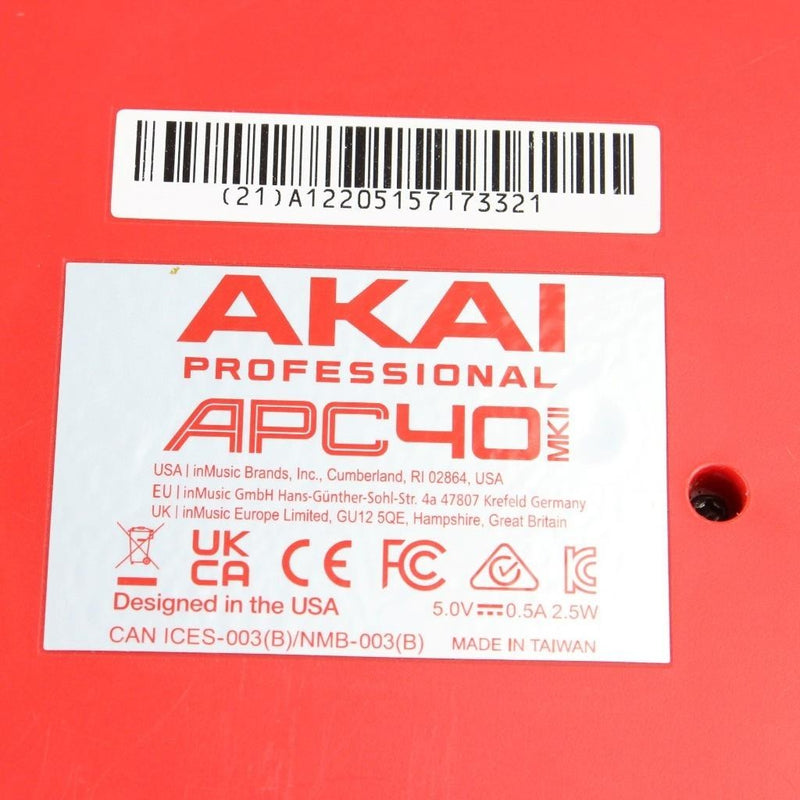 (21)A12205157173321
AKAI
PROFESSIONAL
APC40 MKII
USA | inMusic Brands, Inc., Cumberland, RI 02864, USA
EU | inMusic GmbH Hans-Günther-Sohl-Str. 4a 47807 Krefeld Germany
UK | inMusic Europe Limited, GU12 5QE, Hampshire, Great Britain
UK
CA CE FC KC
Designed in the USA 5.0V⎓0.5A 2.5W
CAN ICES-003(B)/NMB-003(B) MADE IN TAIWAN